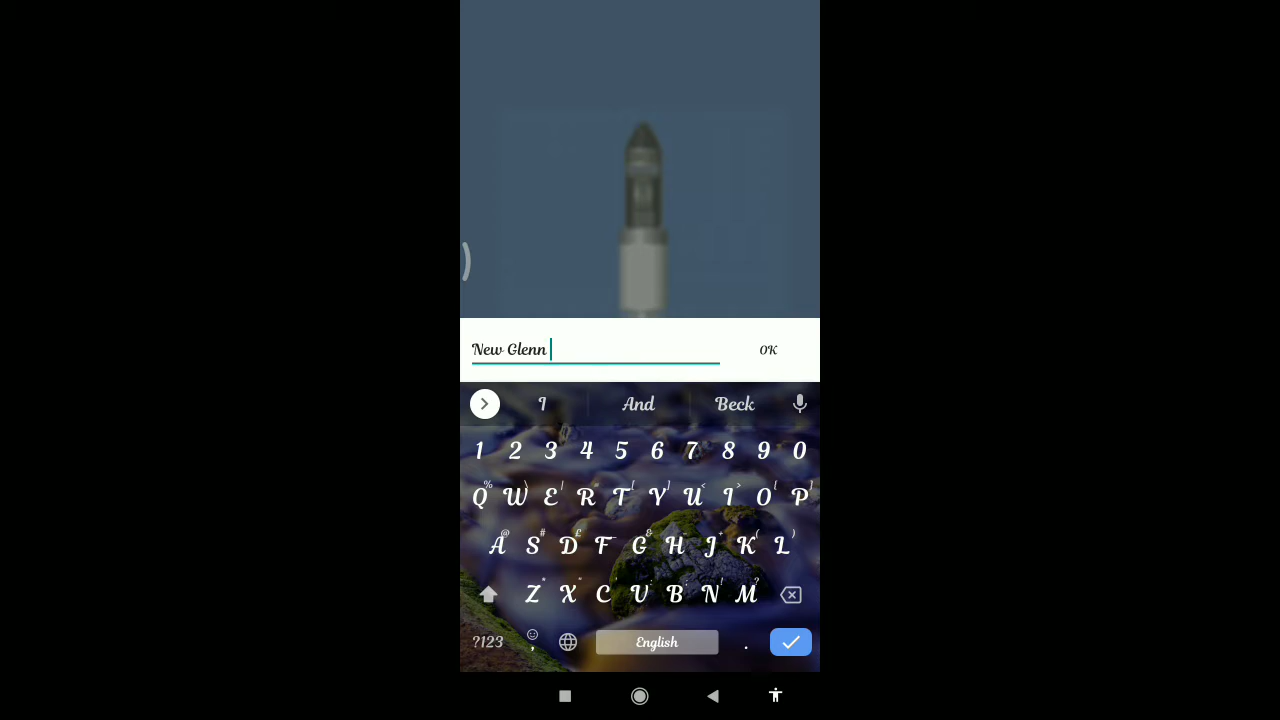 New Glenn
OK
I And Beck
1 2 3 4 5 6 7 8 9 0
% \ | = [ ] < > { }
Q W E R T Y U I O P
@ # £ _ & - + ( )
A S D F G H J K L
* " ' : ; ! ?
Z X C V B N M
?123 , English .